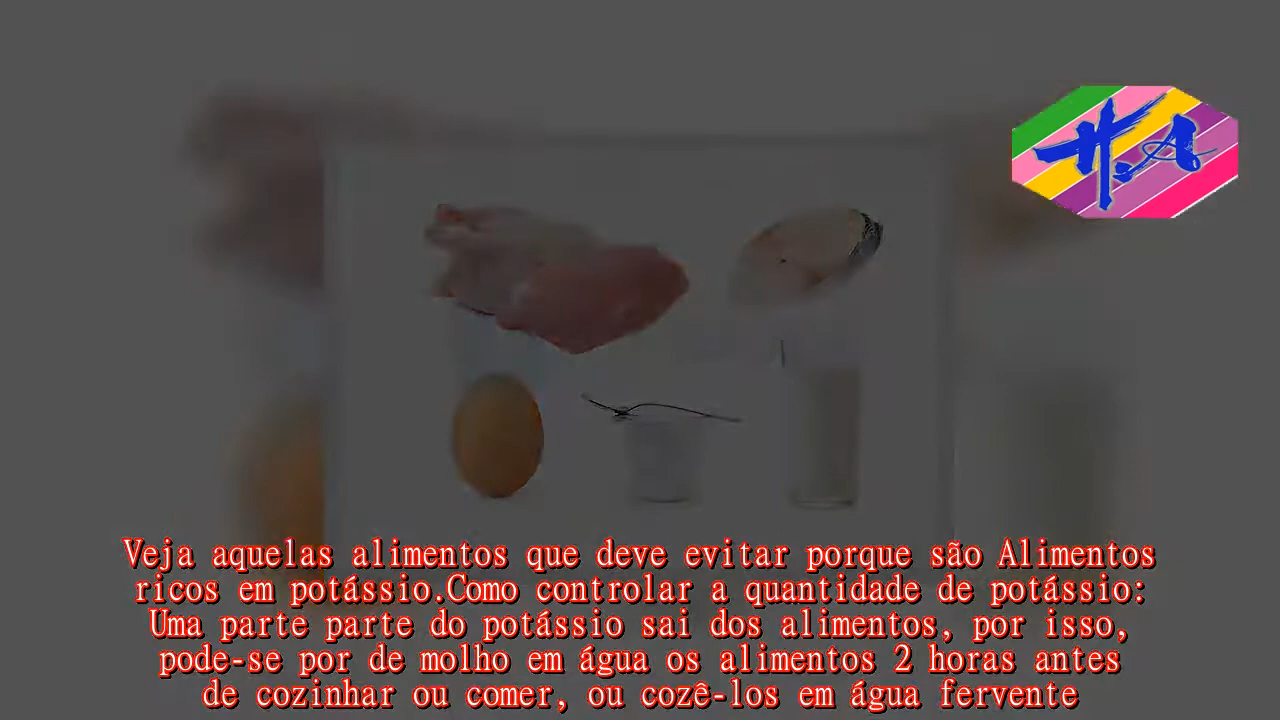 H.A
Veja aquelas alimentos que deve evitar porque são Alimentos
ricos em potássio.Como controlar a quantidade de potássio:
Uma parte parte do potássio sai dos alimentos, por isso,
pode-se por de molho em água os alimentos 2 horas antes
de cozinhar ou comer, ou cozê-los em água fervente